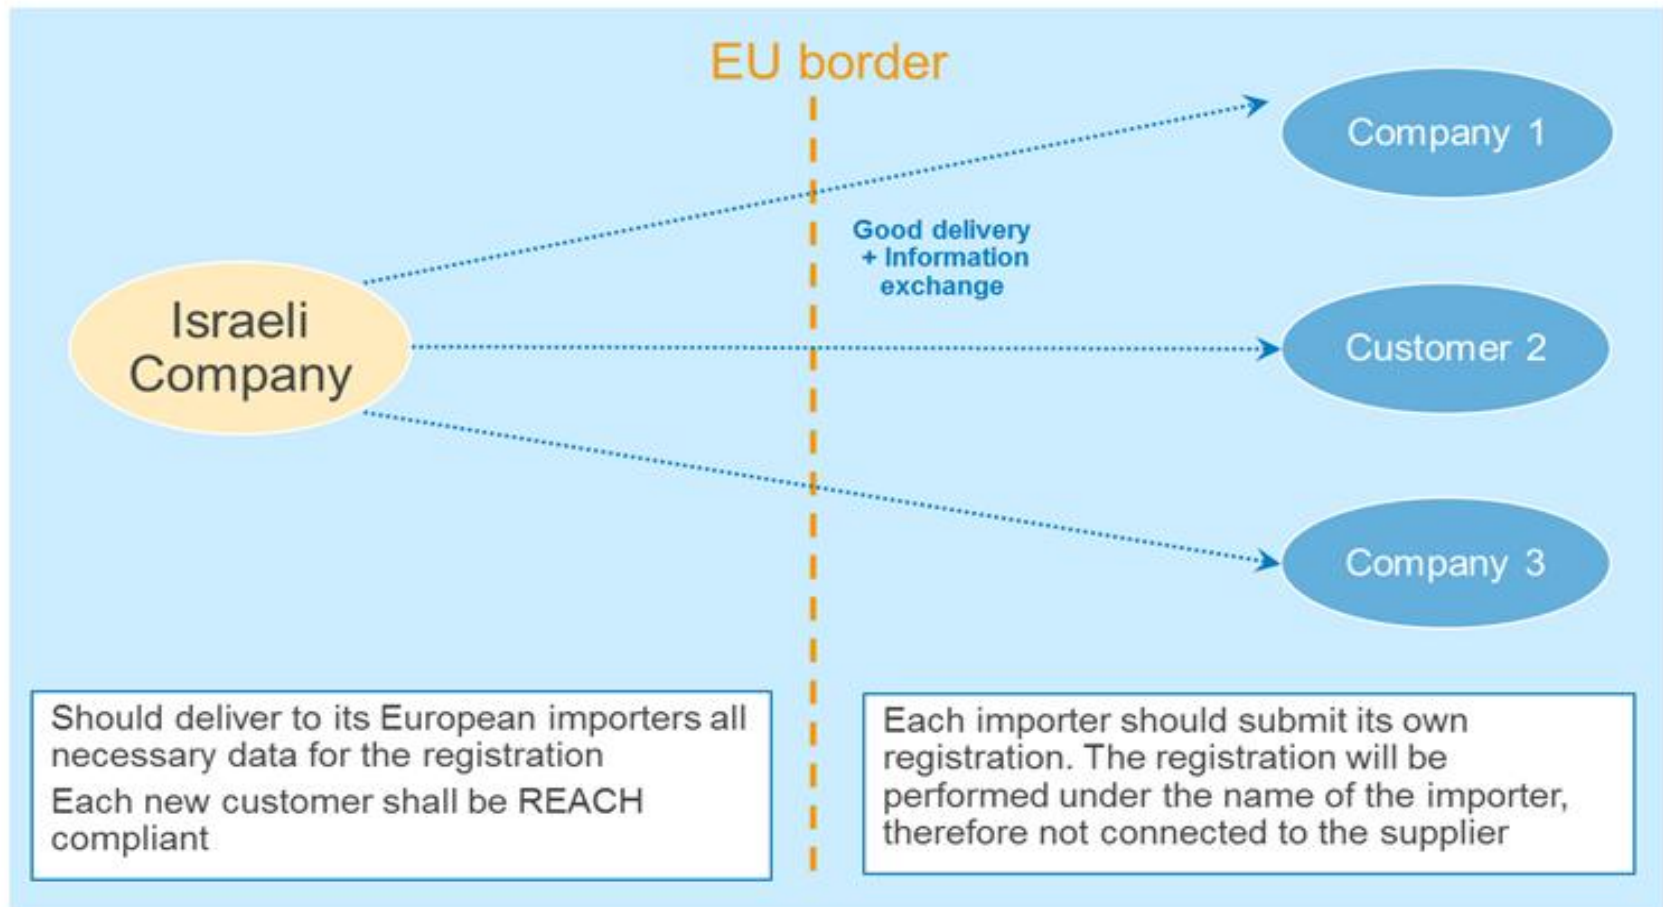 EU border
Company 1
Good delivery
+ Information
exchange
Israeli
Company
Customer 2
Company 3
Should deliver to its European importers all
necessary data for the registration
Each new customer shall be REACH
compliant
Each importer should submit its own
registration. The registration will be
performed under the name of the importer,
therefore not connected to the supplier